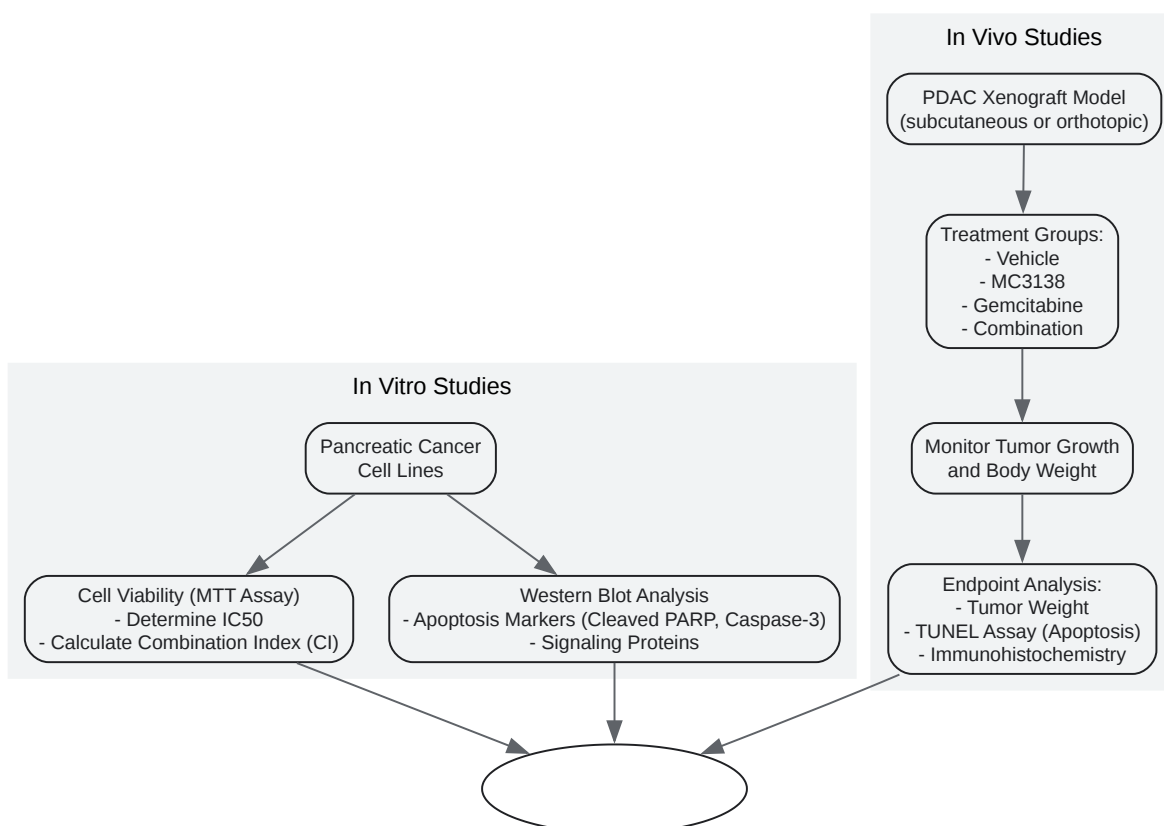 In Vivo Studies
PDAC Xenograft Model
(subcutaneous or orthotopic)
Treatment Groups:
- Vehicle
- MC3138
- Gemcitabine
- Combination
Monitor Tumor Growth
and Body Weight
Endpoint Analysis:
- Tumor Weight
- TUNEL Assay (Apoptosis)
- Immunohistochemistry
In Vitro Studies
Pancreatic Cancer
Cell Lines
Cell Viability (MTT Assay)
- Determine IC50
- Calculate Combination Index (CI)
Western Blot Analysis
- Apoptosis Markers (Cleaved PARP, Caspase-3)
- Signaling Proteins